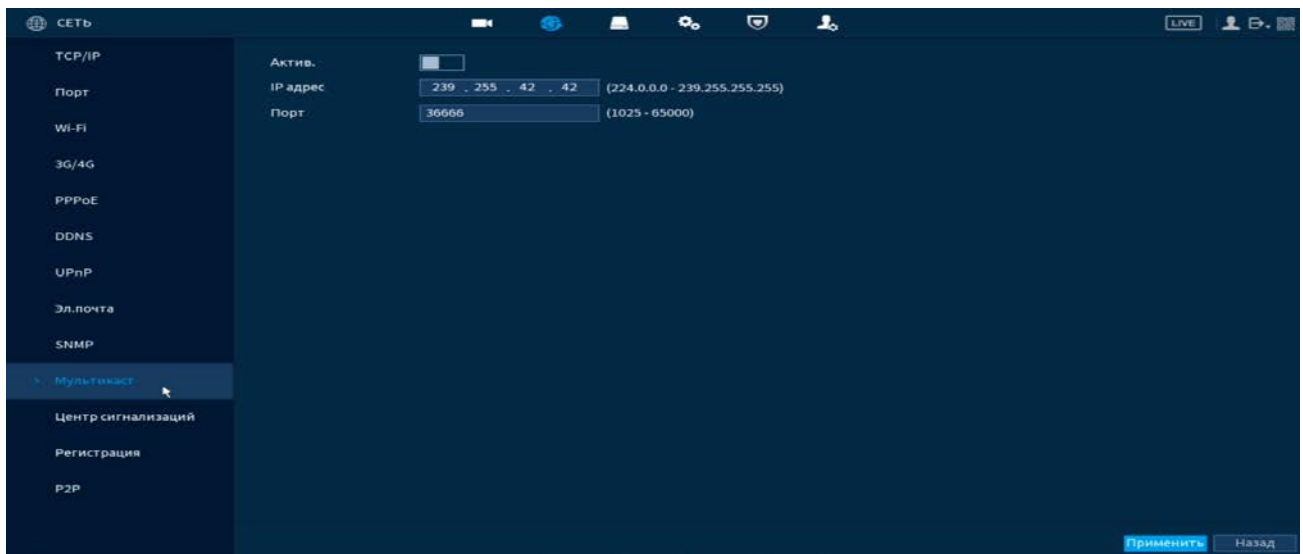 СЕТЬ
LIVE
TCP/IP
Порт
Wi-Fi
3G/4G
PPPoE
DDNS
UPnP
Эл.почта
SNMP
Мультикаст
Центр сигнализаций
Регистрация
P2P
Актив.
IP адрес 239 . 255 . 42 . 42 (224.0.0.0 - 239.255.255.255)
Порт 36666 (1025 - 65000)
Применить Назад